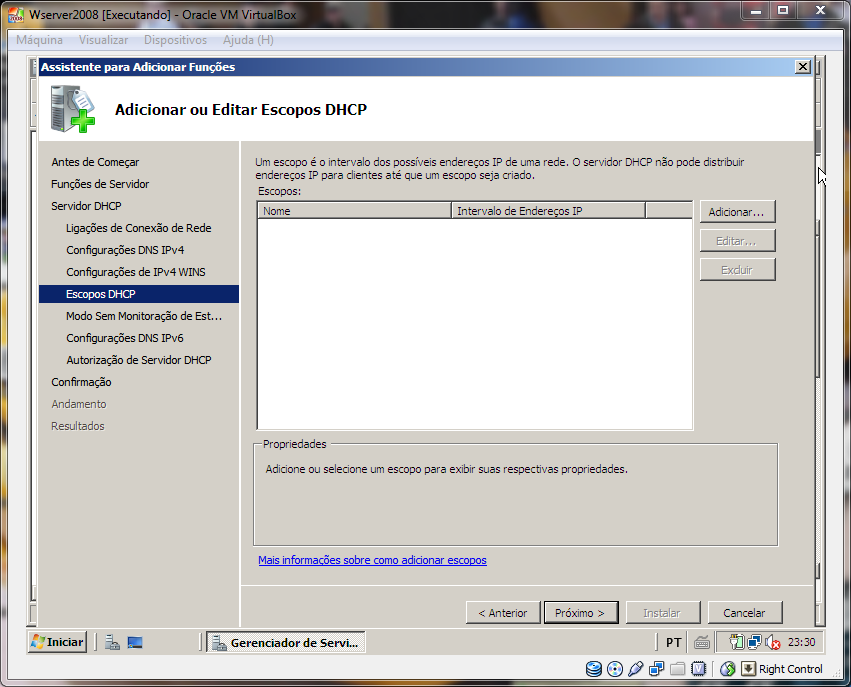 Wserver2008 [Executando] - Oracle VM VirtualBox
Máquina Visualizar Dispositivos Ajuda (H)
Assistente para Adicionar Funções
Adicionar ou Editar Escopos DHCP
Antes de Começar
Funções de Servidor
Servidor DHCP
Ligações de Conexão de Rede
Configurações DNS IPv4
Configurações de IPv4 WINS
Escopos DHCP
Modo Sem Monitoração de Est...
Configurações DNS IPv6
Autorização de Servidor DHCP
Confirmação
Andamento
Resultados
Um escopo é o intervalo dos possíveis endereços IP de uma rede. O servidor DHCP não pode distribuir
endereços IP para clientes até que um escopo seja criado.
Escopos:
Nome Intervalo de Endereços IP
Adicionar...
Editar...
Excluir
Propriedades
Adicione ou selecione um escopo para exibir suas respectivas propriedades.
Mais informações sobre como adicionar escopos
< Anterior Próximo > Instalar Cancelar
Iniciar Gerenciador de Servi... PT 23:30
Right Control